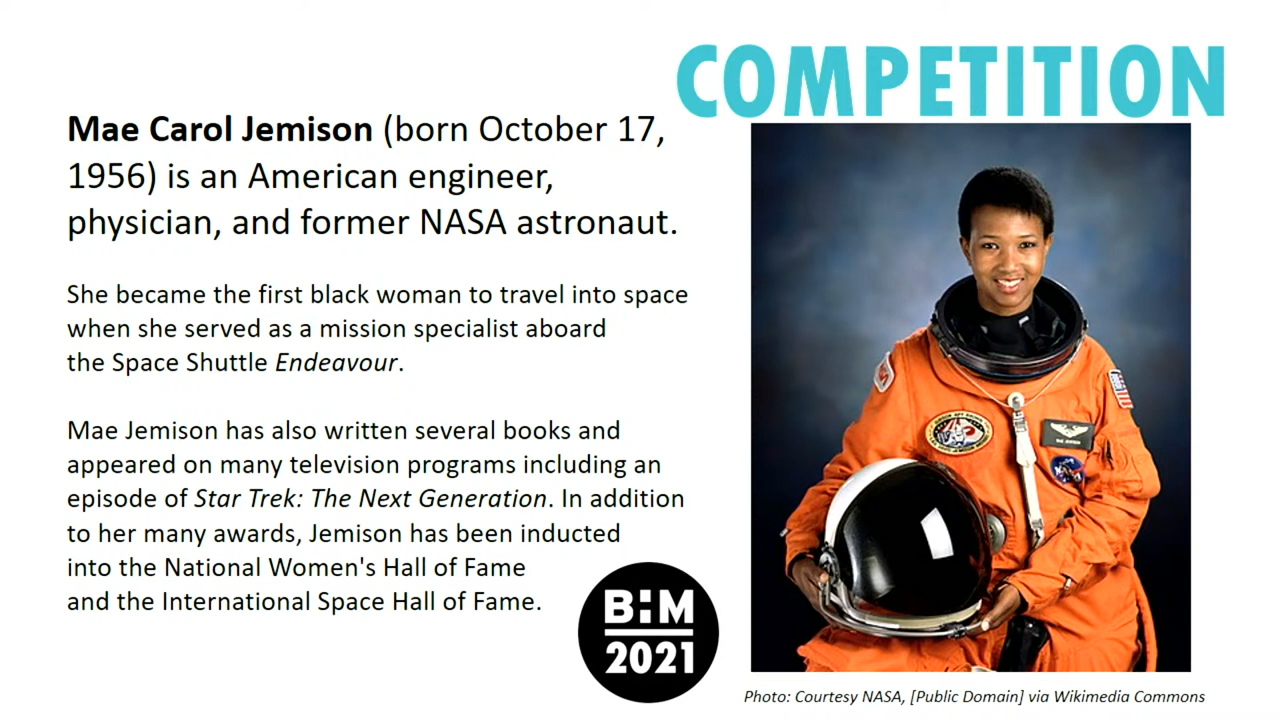 COMPETITION
Mae Carol Jemison (born October 17,
1956) is an American engineer,
physician, and former NASA astronaut.
She became the first black woman to travel into space
when she served as a mission specialist aboard
the Space Shuttle Endeavour.
Mae Jemison has also written several books and
appeared on many television programs including an
episode of Star Trek: The Next Generation. In addition
to her many awards, Jemison has been inducted
into the National Women's Hall of Fame
and the International Space Hall of Fame.
BHM
2021
Photo: Courtesy NASA, [Public Domain] via Wikimedia Commons